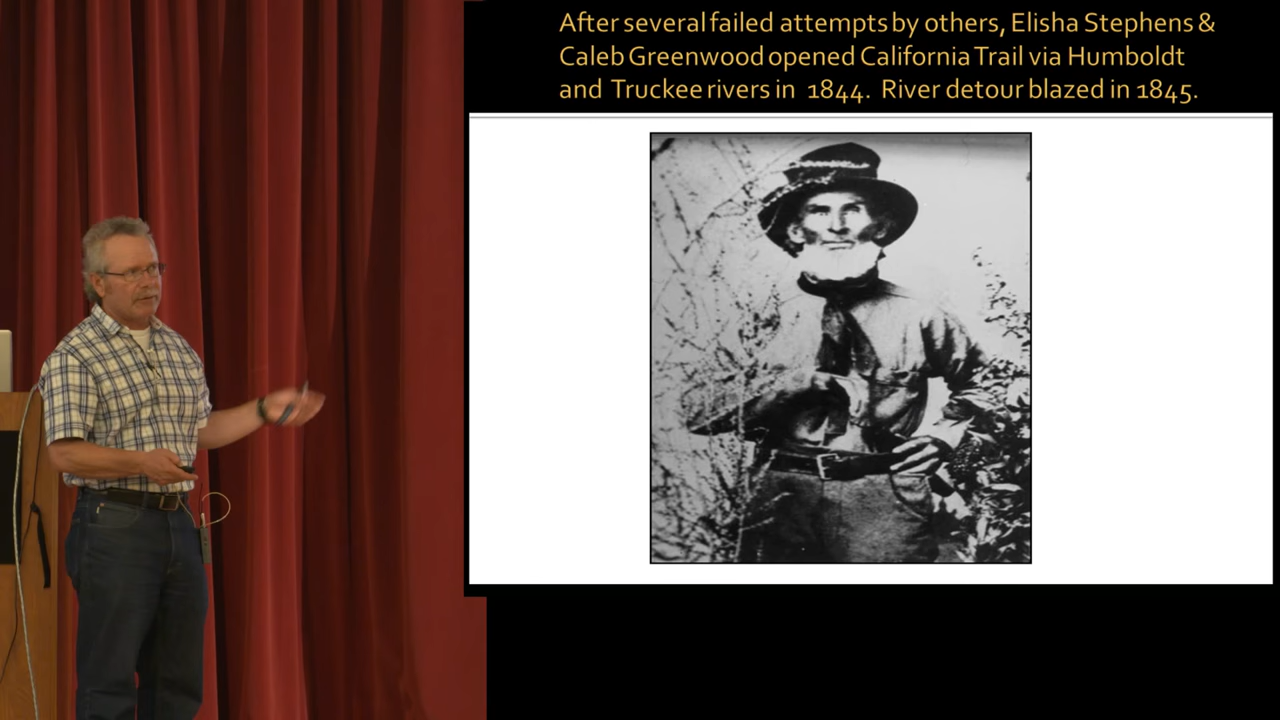 After several failed attempts by others, Elisha Stephens &
Caleb Greenwood opened California Trail via Humboldt
and Truckee rivers in 1844. River detour blazed in 1845.